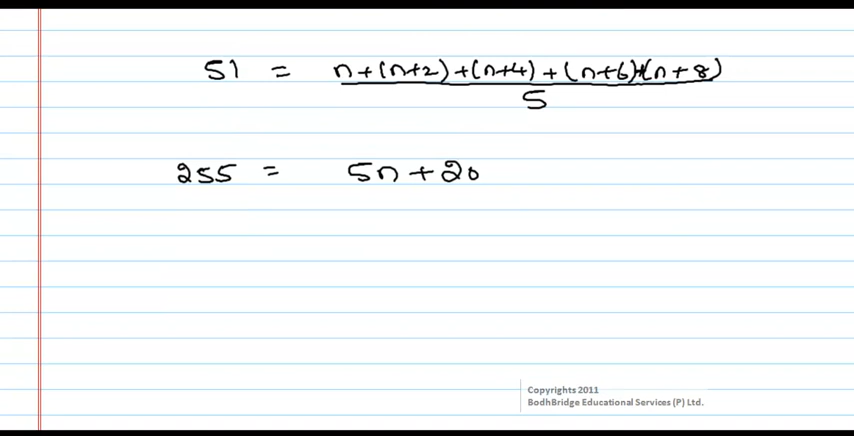 51 = n+(n+2)+(n+4)+(n+6)+(n+8)
5
255 = 5n+20
Copyrights 2011
BodhBridge Educational Services (P) Ltd.